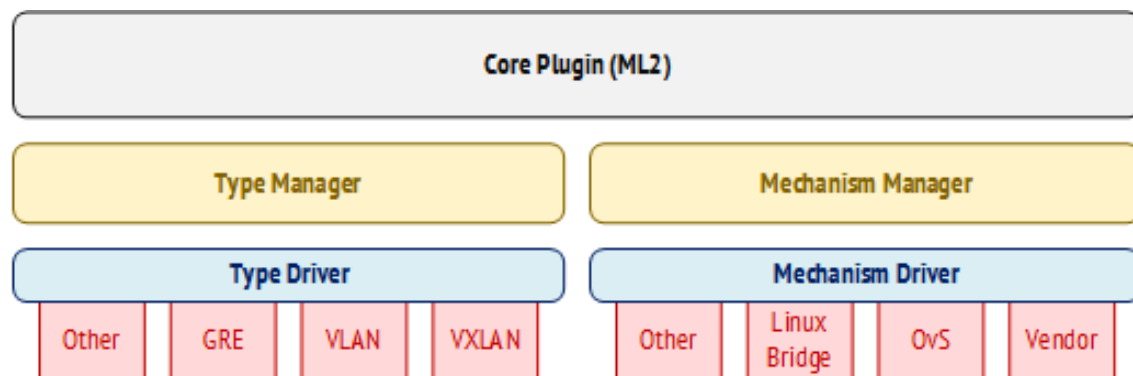 Core Plugin (ML2)
Type Manager
Mechanism Manager
Type Driver
Mechanism Driver
Other
GRE
VLAN
VXLAN
Other
Linux
Bridge
OvS
Vendor